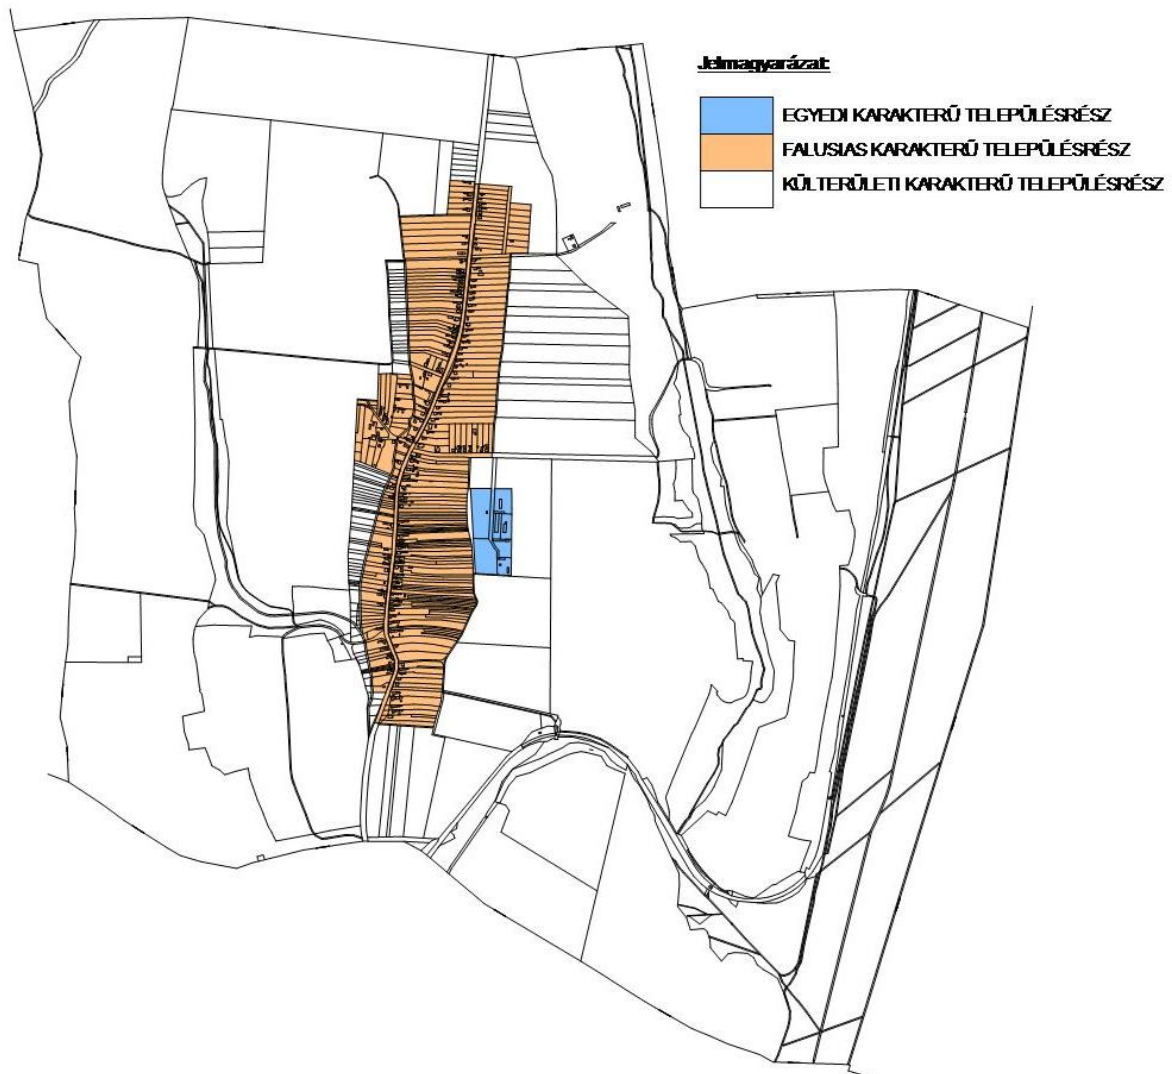 Jelmagyarázat:
EGYEDI KARAKTERŰ TELEPÜLÉSRÉSZ
FALUSIAS KARAKTERŰ TELEPÜLÉSRÉSZ
KÜLTERÜLETI KARAKTERŰ TELEPÜLÉSRÉSZ